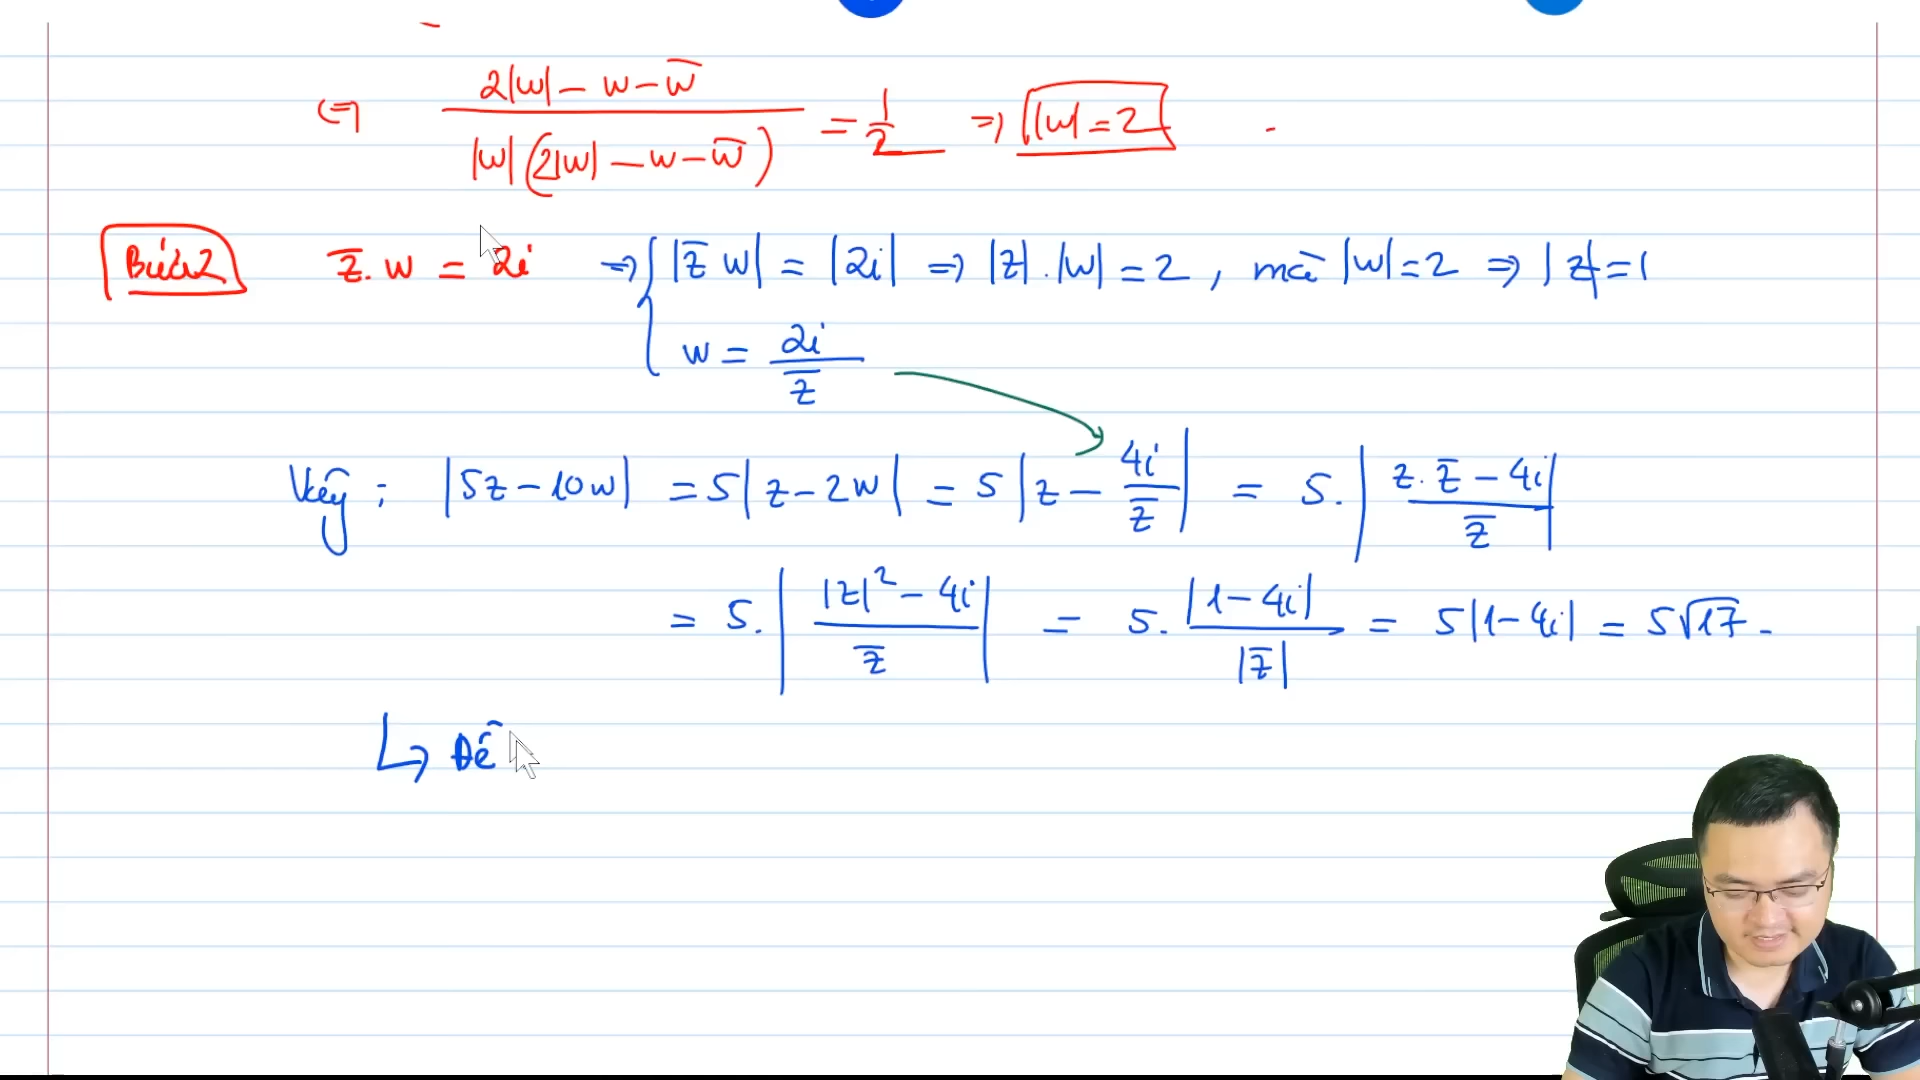 ⇔ (2|w| − w − w̅) / (|w|(2|w| − w − w̅)) = 1/2 ⇒ |w| = 2
Bước 2 z̅.w = 2i ⇒ { |z̅ w| = |2i| ⇒ |z|.|w| = 2 , mà |w| = 2 ⇒ |z| = 1
w = 2i / z̅
Vậy : |5z − 10w| = 5|z − 2w| = 5|z − 4i/z̅| = 5.|(z.z̅ − 4i)/z̅|
= 5.|(|z|² − 4i)/z̅| = 5.|1 − 4i|/|z̅| = 5|1 − 4i| = 5√17.
↳ Đề